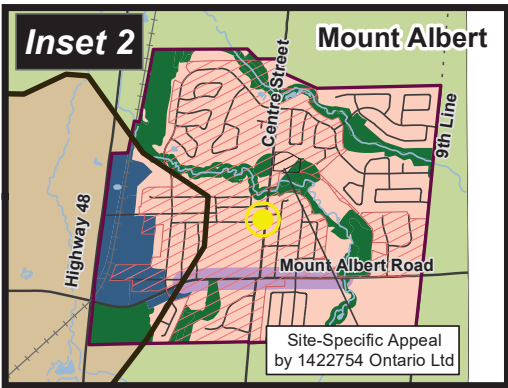 Inset 2
Mount Albert
Centre Street
9th Line
Highway 48
Mount Albert Road
Site-Specific Appeal
by 1422754 Ontario Ltd